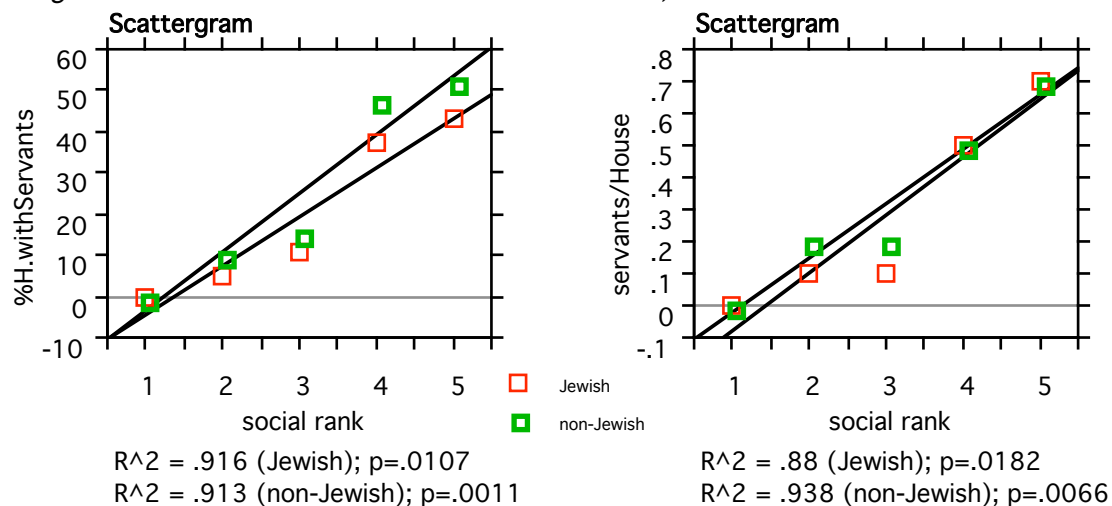 Scattergram
60
50
40
30
20
10
0
-10
%H.withServants
1 2 3 4 5
social rank
R^2 = .916 (Jewish); p=.0107
R^2 = .913 (non-Jewish); p=.0011
Jewish
non-Jewish
Scattergram
.8
.7
.6
.5
.4
.3
.2
.1
0
-.1
servants/House
1 2 3 4 5
social rank
R^2 = .88 (Jewish); p=.0182
R^2 = .938 (non-Jewish); p=.0066